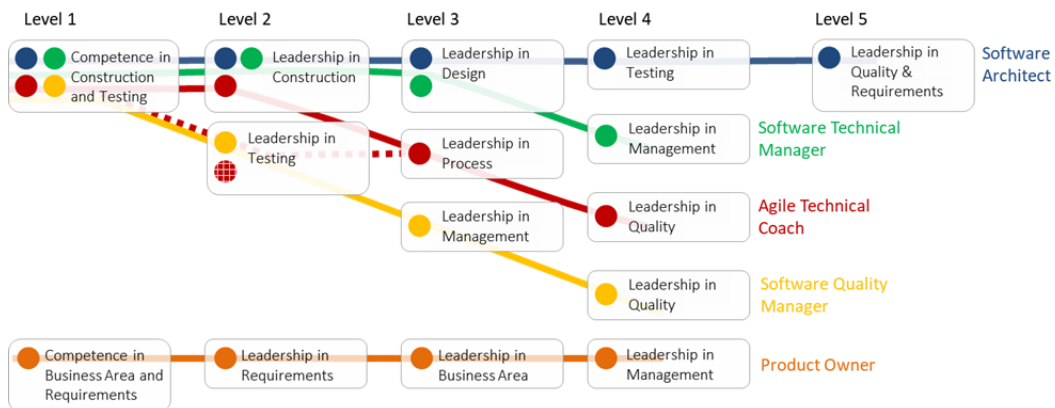 Level 1
Level 2
Level 3
Level 4
Level 5
Competence in
Construction
and Testing
Leadership in
Construction
Leadership in
Design
Leadership in
Testing
Leadership in
Quality &
Requirements
Software
Architect
Leadership in
Testing
Leadership in
Process
Leadership in
Management
Software Technical
Manager
Leadership in
Management
Leadership in
Quality
Agile Technical
Coach
Leadership in
Quality
Software Quality
Manager
Competence in
Business Area and
Requirements
Leadership in
Requirements
Leadership in
Business Area
Leadership in
Management
Product Owner